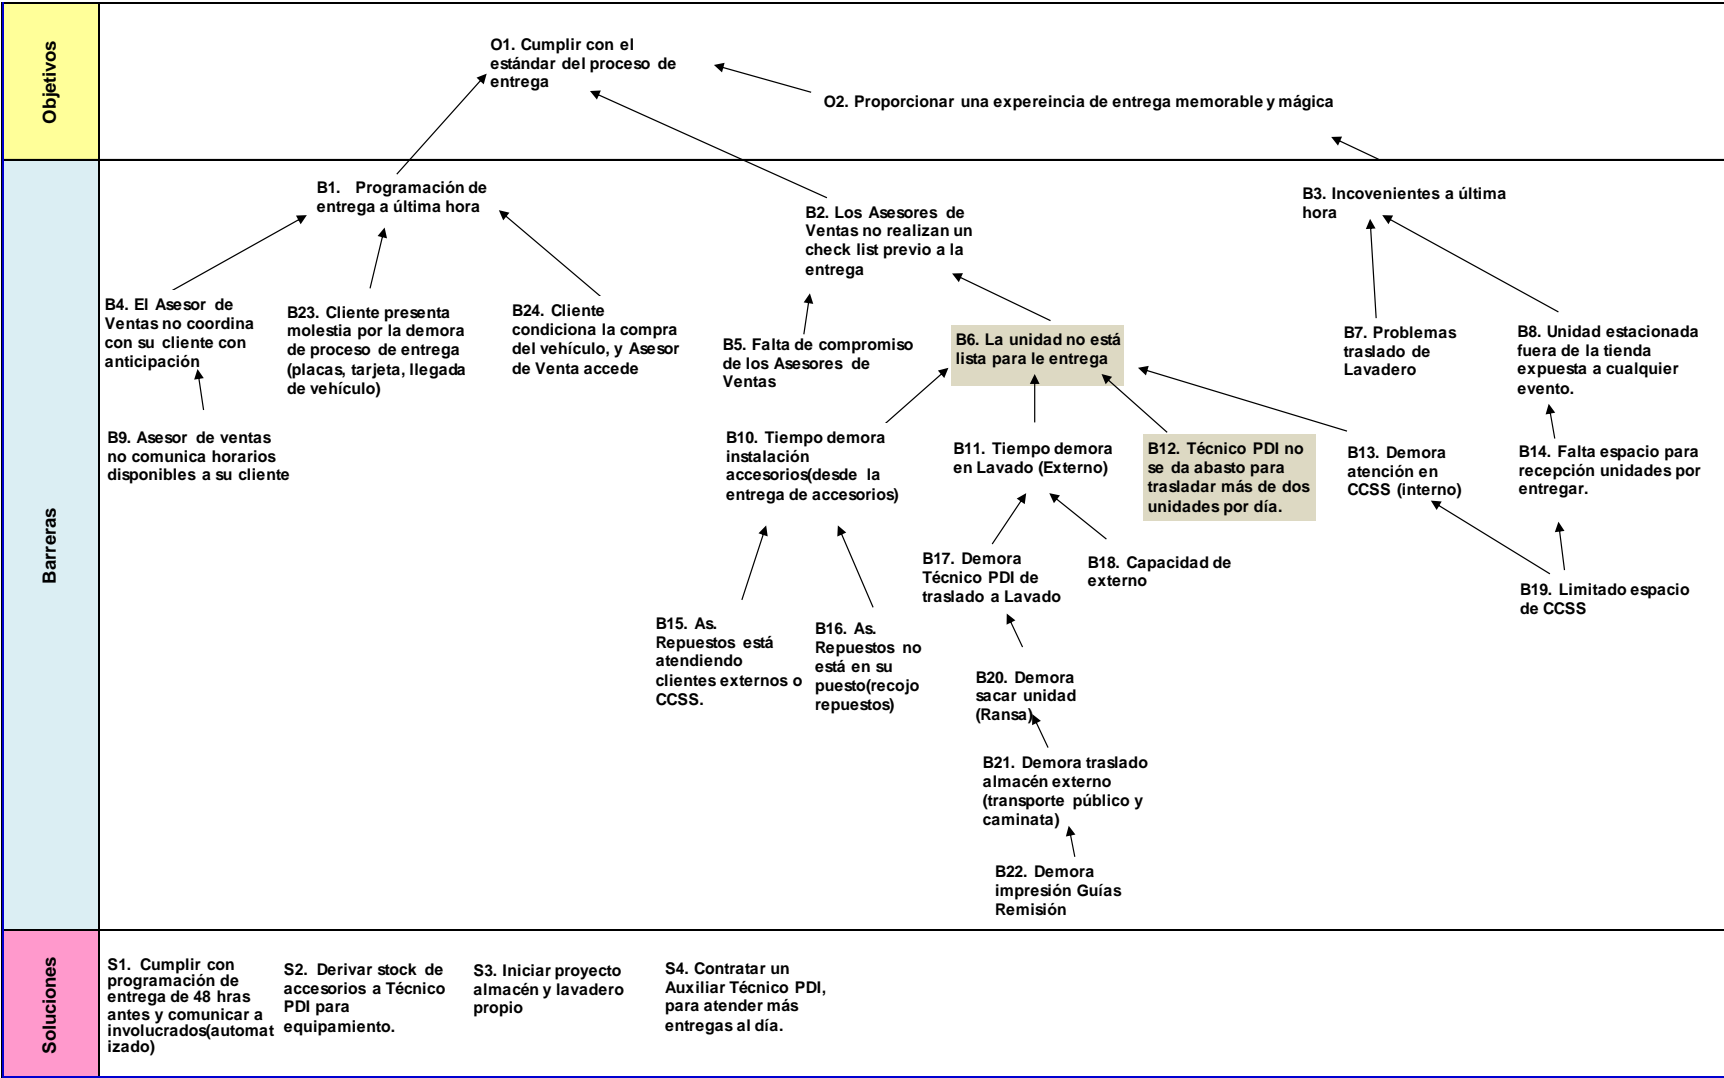 Objetivos
O1. Cumplir con el
estándar del proceso de
entrega
O2. Proporcionar una expereincia de entrega memorable y mágica
Barreras
B1. Programación de
entrega a última hora
B2. Los Asesores de
Ventas no realizan un
check list previo a la
entrega
B3. Incovenientes a última
hora
B4. El Asesor de
Ventas no coordina
con su cliente con
anticipación
B23. Cliente presenta
molestia por la demora
de proceso de entrega
(placas, tarjeta, llegada
de vehículo)
B24. Cliente
condiciona la compra
del vehículo, y Asesor
de Venta accede
B5. Falta de compromiso
de los Asesores de
Ventas
B6. La unidad no está
lista para le entrega
B7. Problemas
traslado de
Lavadero
B8. Unidad estacionada
fuera de la tienda
expuesta a cualquier
evento.
B9. Asesor de ventas
no comunica horarios
disponibles a su cliente
B10. Tiempo demora
instalación
accesorios(desde la
entrega de accesorios)
B11. Tiempo demora
en Lavado (Externo)
B12. Técnico PDI no
se da abasto para
trasladar más de dos
unidades por día.
B13. Demora
atención en
CCSS (interno)
B14. Falta espacio para
recepción unidades por
entregar.
B17. Demora
Técnico PDI de
traslado a Lavado
B18. Capacidad de
externo
B19. Limitado espacio
de CCSS
B15. As.
Repuestos está
atendiendo
clientes externos o
CCSS.
B16. As.
Repuestos no
está en su
puesto(recojo
repuestos)
B20. Demora
sacar unidad
(Ransa)
B21. Demora traslado
almacén externo
(transporte público y
caminata)
B22. Demora
impresión Guías
Remisión
Soluciones
S1. Cumplir con
programación de
entrega de 48 hras
antes y comunicar a
involucrados(automat
izado)
S2. Derivar stock de
accesorios a Técnico
PDI para
equipamiento.
S3. Iniciar proyecto
almacén y lavadero
propio
S4. Contratar un
Auxiliar Técnico PDI,
para atender más
entregas al día.